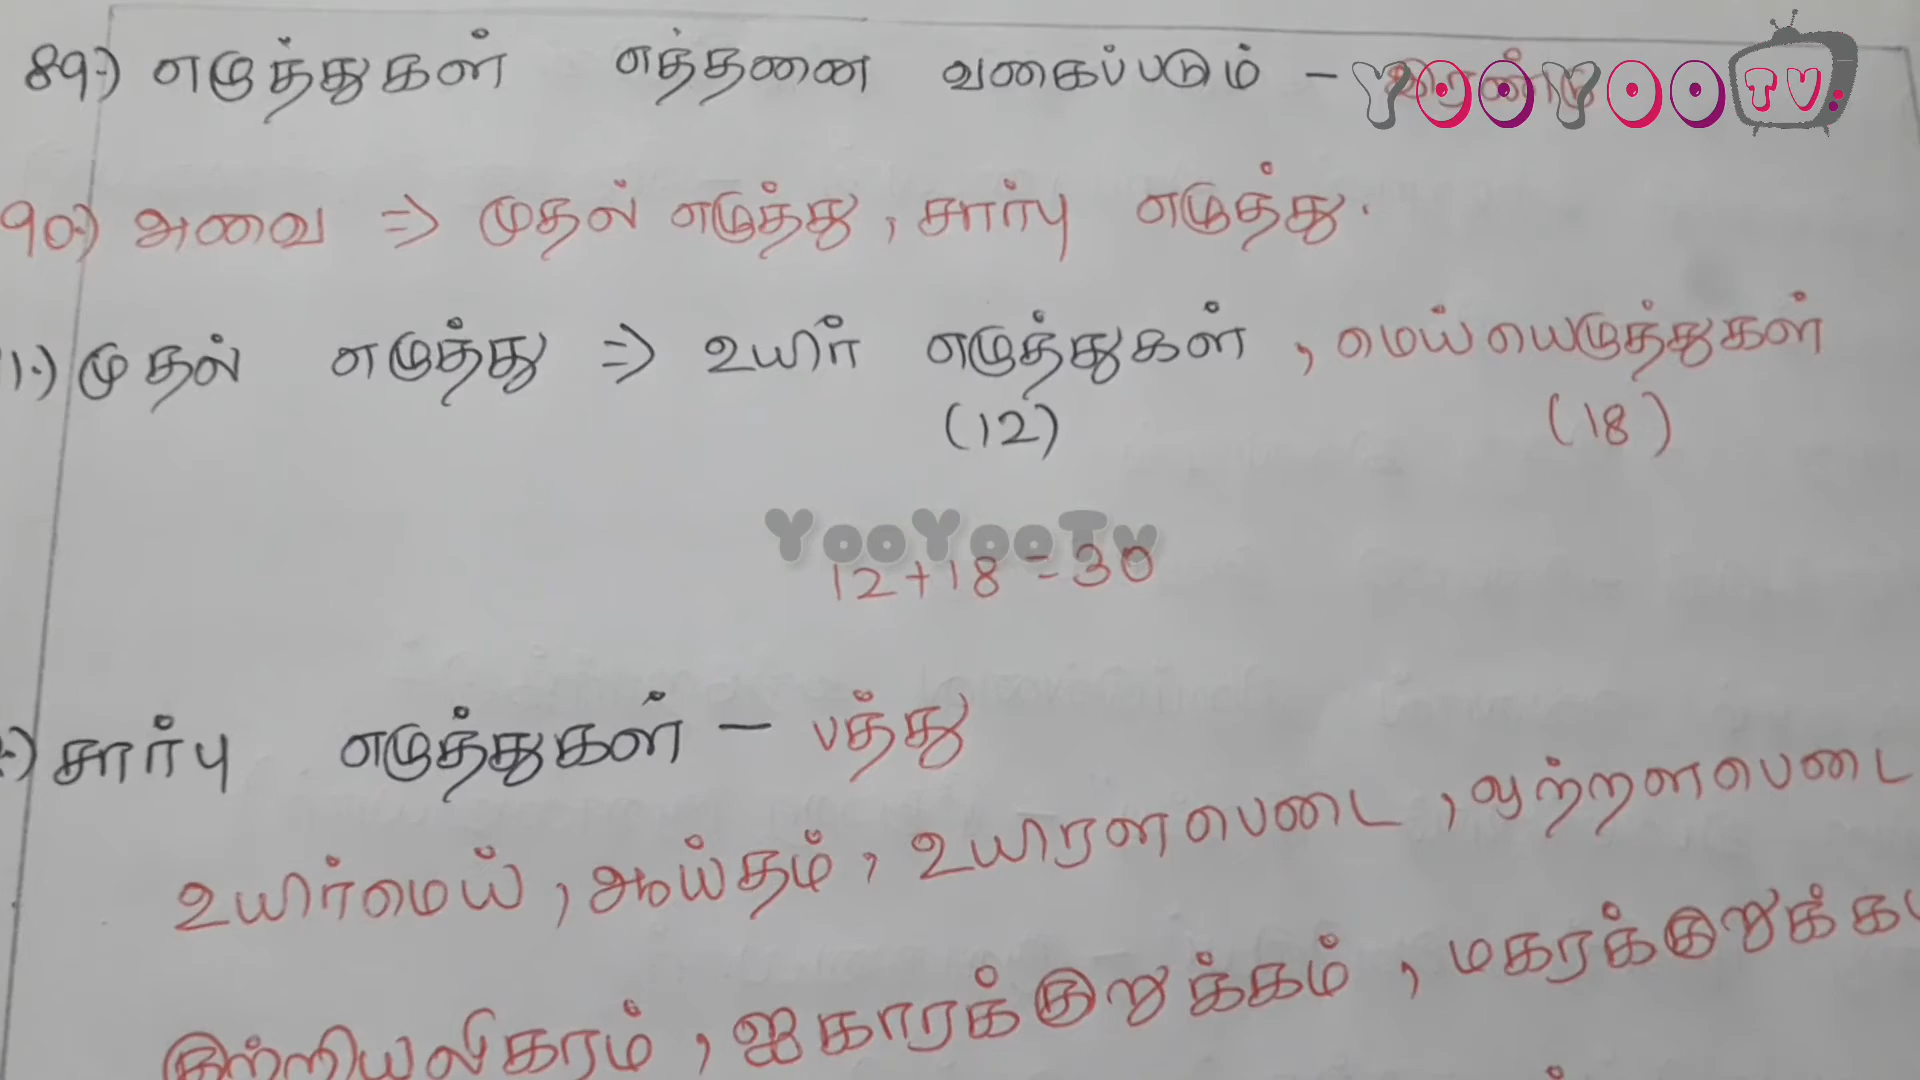 89.) எழுத்துகள் எத்தனை வகைப்படும் - இரண்டு
YOOYOO TV
90.) அவை => முதல் எழுத்து, சார்பு எழுத்து.
1.) முதல் எழுத்து => உயிர் எழுத்துகள், மெய்யெழுத்துகள்
(12) (18)
YooYooTv
12+18=30
சார்பு எழுத்துகள் - பத்து
உயிர்மெய், ஆய்தம், உயிரளபெடை, ஒற்றளபெடை
குற்றியலிகரம், ஐகாரக்குறுக்கம், மகரக்குறுக்க